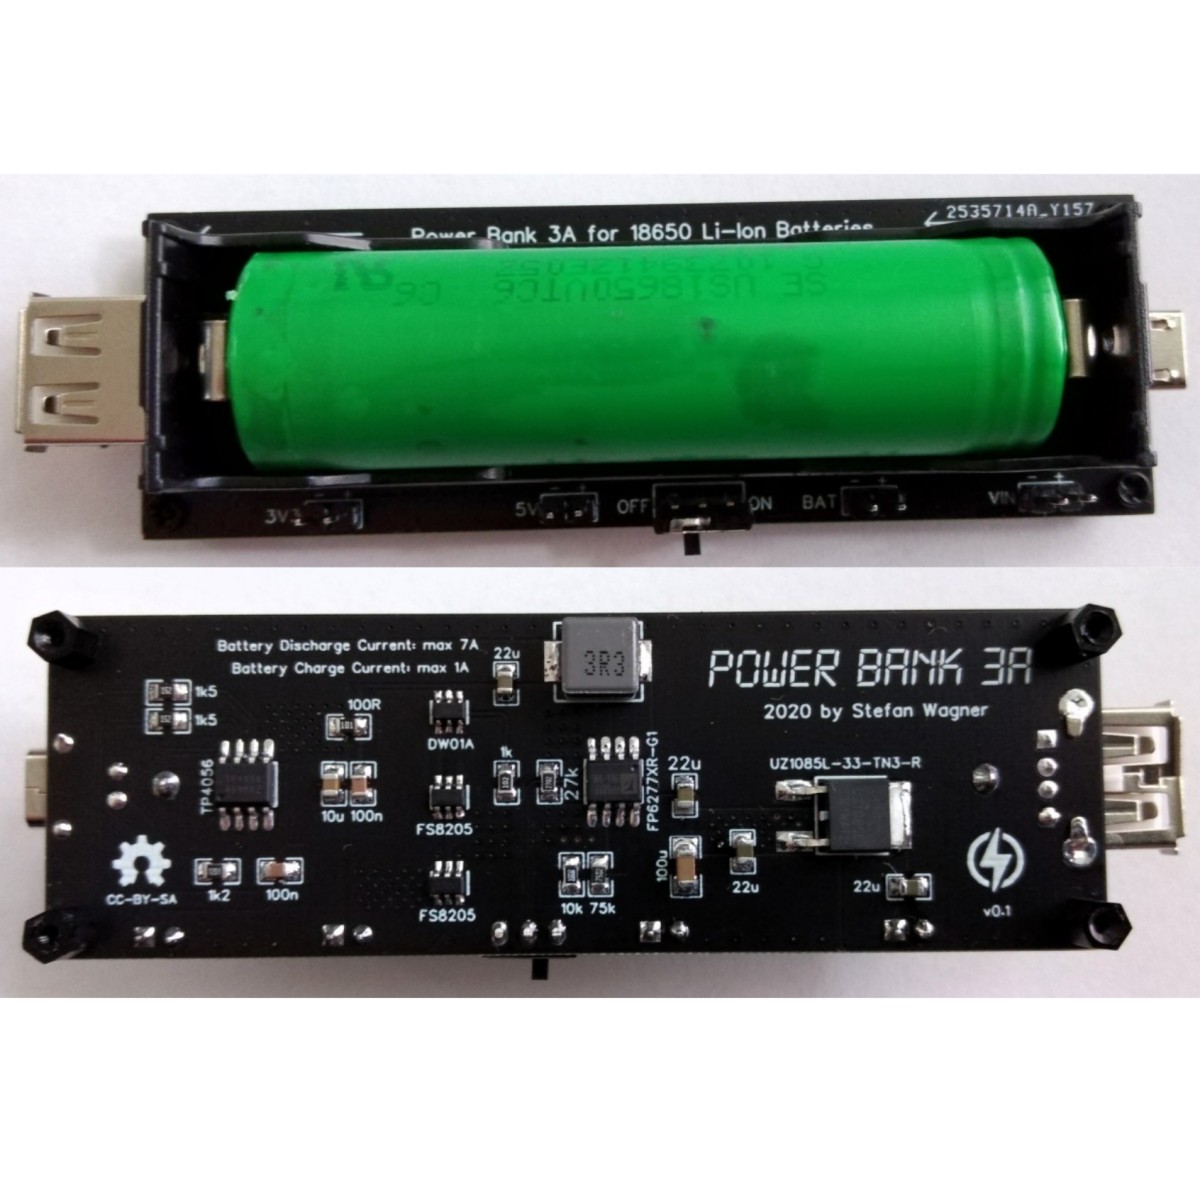 2535714A_Y157
Power Bank 3A for 18650 Li-Ion Batteries
SE US18650VTC6 C6
3V3 - +
5V - +
OFF
ON
BAT - +
VIN - +
Battery Discharge Current: max 7A
Battery Charge Current: max 1A
22u
3R3
POWER BANK 3A
2020 by Stefan Wagner
1k5
1k5
100R
DW01A
TP4056
10u 100n
FS8205
1k
27k
FP6277XR-G1
22u
UZ1085L-33-TN3-R
CC-BY-SA
1k2
100n
FS8205
10k 75k
100u
22u
22u
v0.1